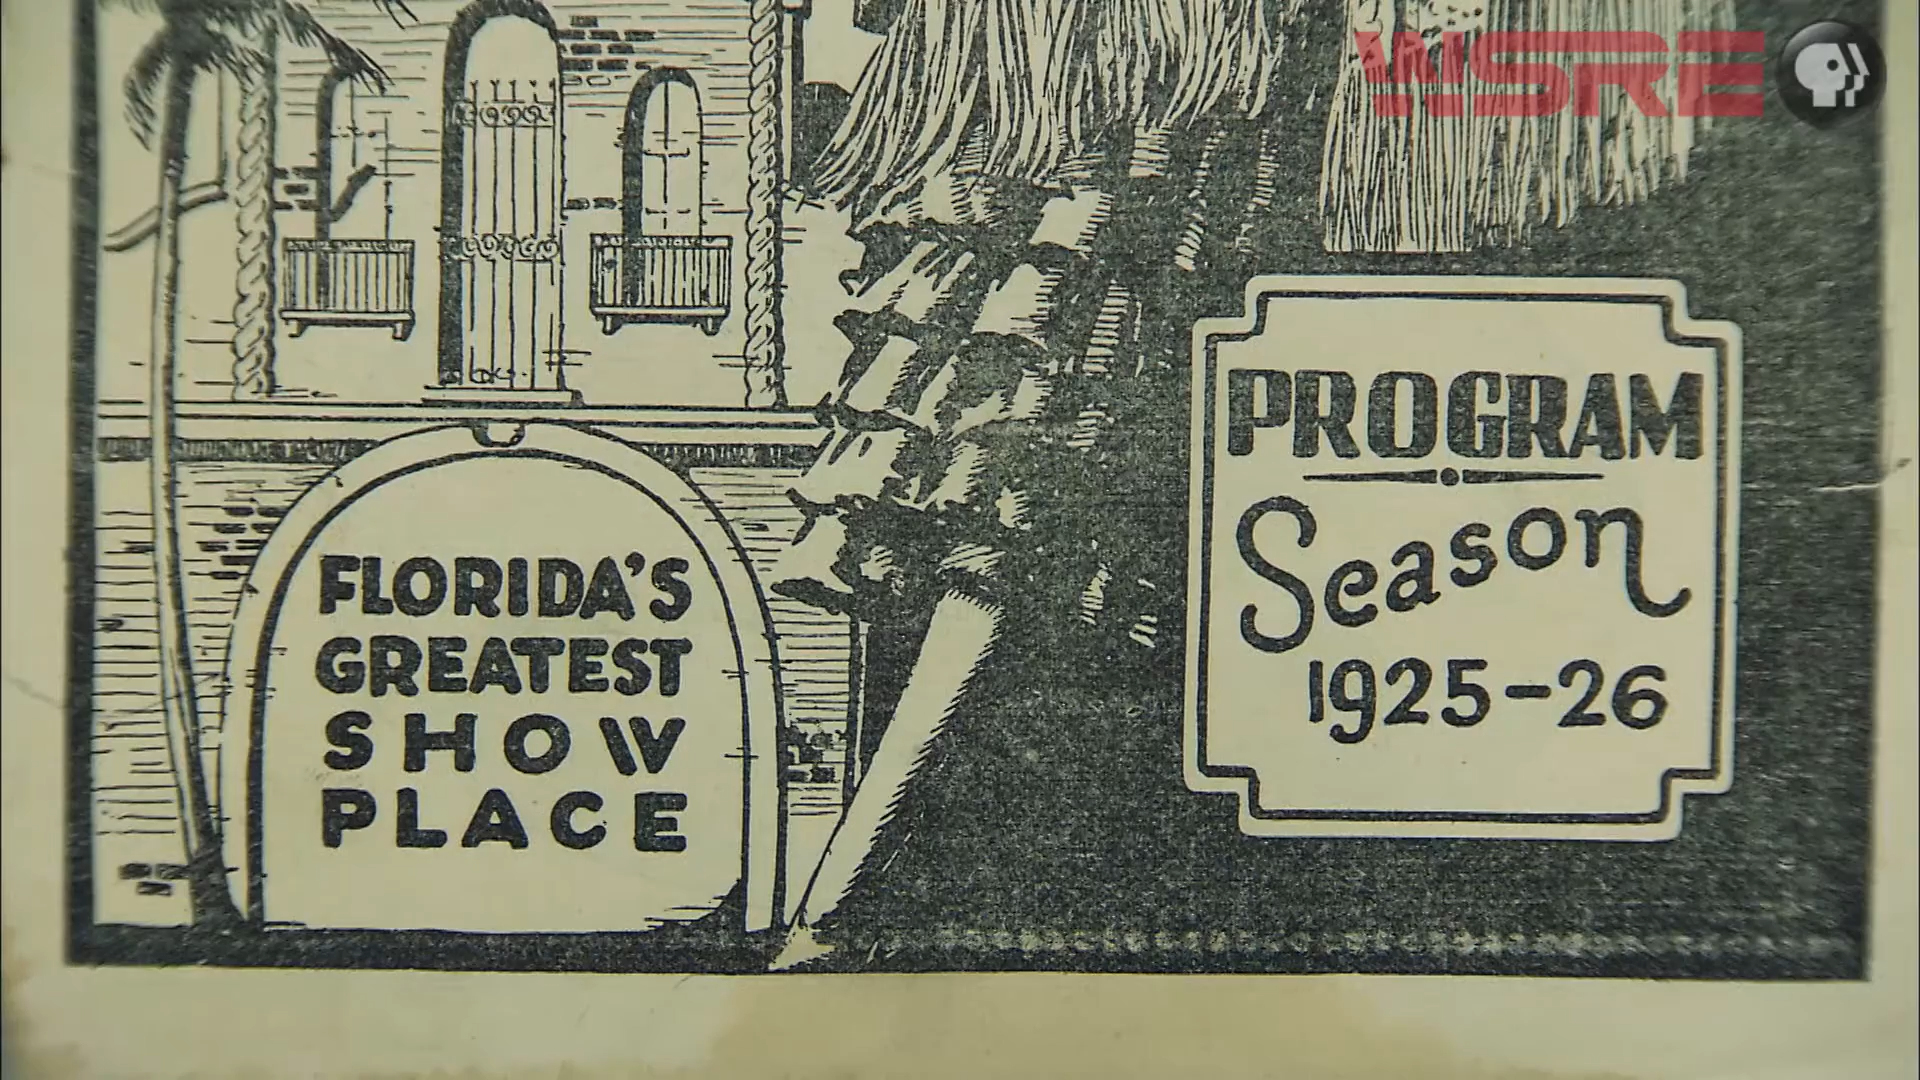 WSRE
FLORIDA'S
GREATEST
SHOW
PLACE
PROGRAM
Season
1925-26